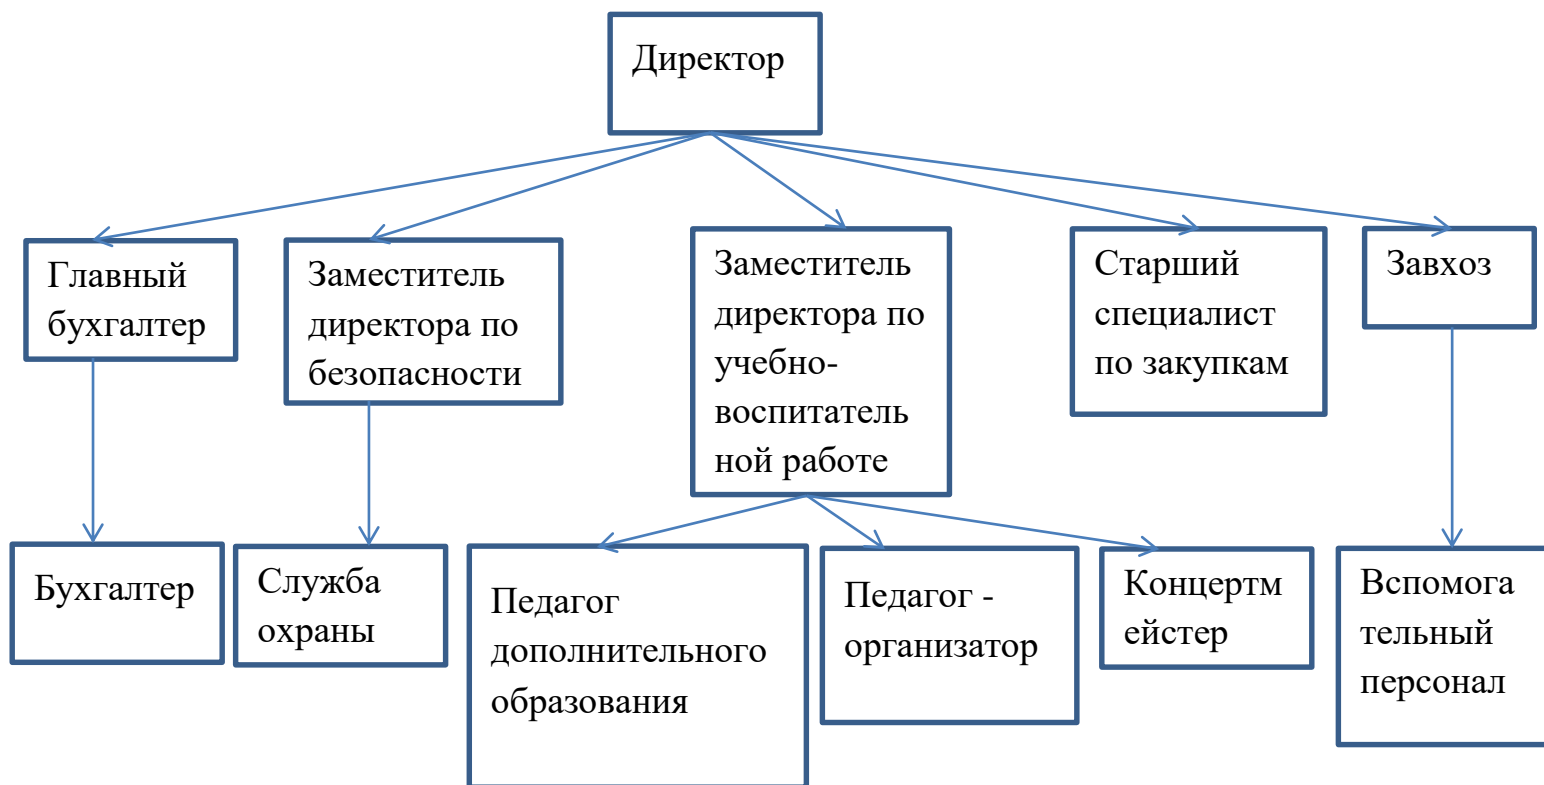 Директор
Главный
бухгалтер
Заместитель
директора по
безопасности
Заместитель
директора по
учебно-
воспитатель
ной работе
Старший
специалист
по закупкам
Завхоз
Бухгалтер
Служба
охраны
Педагог
дополнительного
образования
Педагог -
организатор
Концертм
ейстер
Вспомога
тельный
персонал